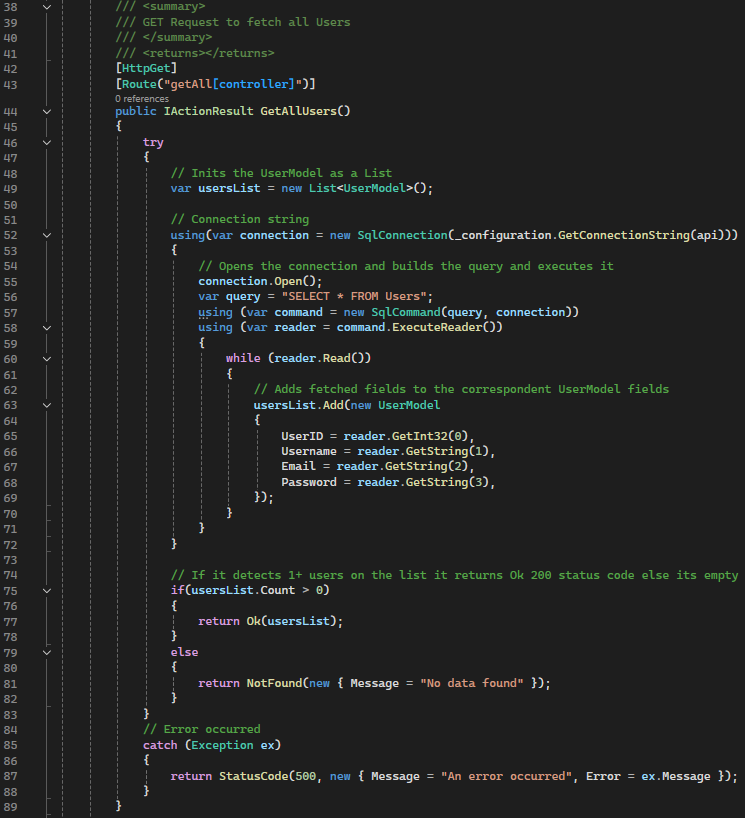 38 /// <summary>
39 /// GET Request to fetch all Users
40 /// </summary>
41 /// <returns></returns>
42 [HttpGet]
43 [Route("getAll[controller]")]
0 references
44 public IActionResult GetAllUsers()
45 {
46 try
47 {
48 // Inits the UserModel as a List
49 var usersList = new List<UserModel>();
50
51 // Connection string
52 using(var connection = new SqlConnection(_configuration.GetConnectionString(api)))
53 {
54 // Opens the connection and builds the query and executes it
55 connection.Open();
56 var query = "SELECT * FROM Users";
57 using (var command = new SqlCommand(query, connection))
58 using (var reader = command.ExecuteReader())
59 {
60 while (reader.Read())
61 {
62 // Adds fetched fields to the correspondent UserModel fields
63 usersList.Add(new UserModel
64 {
65 UserID = reader.GetInt32(0),
66 Username = reader.GetString(1),
67 Email = reader.GetString(2),
68 Password = reader.GetString(3),
69 });
70 }
71 }
72 }
73
74 // If it detects 1+ users on the list it returns Ok 200 status code else its empty
75 if(usersList.Count > 0)
76 {
77 return Ok(usersList);
78 }
79 else
80 {
81 return NotFound(new { Message = "No data found" });
82 }
83 }
84 // Error occurred
85 catch (Exception ex)
86 {
87 return StatusCode(500, new { Message = "An error occurred", Error = ex.Message });
88 }
89 }